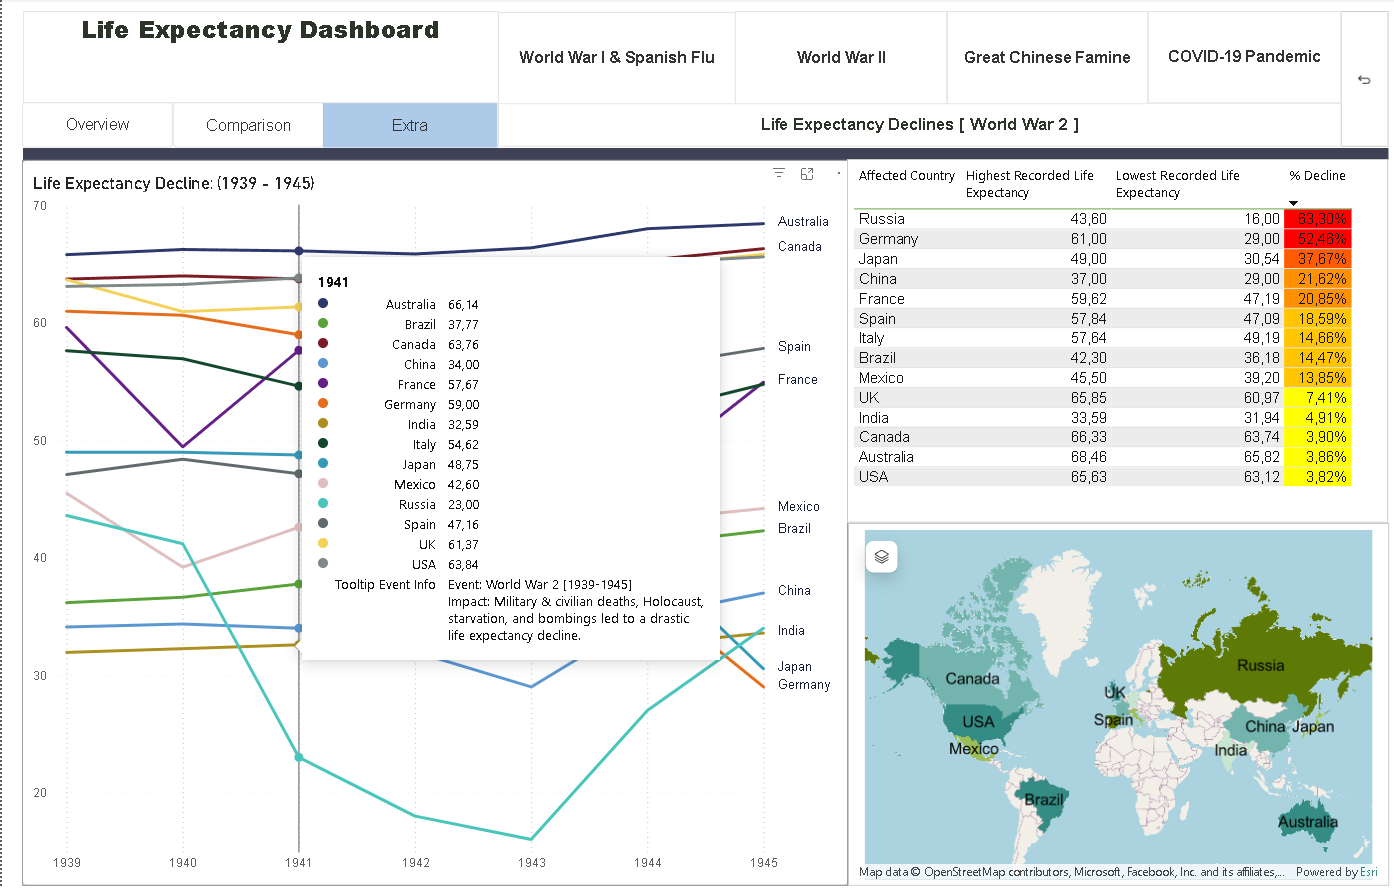 Life Expectancy Dashboard
World War I & Spanish Flu
World War II
Great Chinese Famine
COVID-19 Pandemic
Overview
Comparison
Extra
Life Expectancy Declines [ World War 2 ]
Life Expectancy Decline: (1939 - 1945)
70
60
50
40
30
20
1939
1940
1941
1942
1943
1944
1945
Australia
Canada
Spain
France
Mexico
Brazil
China
India
Japan
Germany
1941
Australia 66,14
Brazil 37,77
Canada 63,76
China 34,00
France 57,67
Germany 59,00
India 32,59
Italy 54,62
Japan 48,75
Mexico 42,60
Russia 23,00
Spain 47,16
UK 61,37
USA 63,84
Tooltip Event Info Event: World War 2 [1939-1945]
Impact: Military & civilian deaths, Holocaust,
starvation, and bombings led to a drastic
life expectancy decline.
Affected Country Highest Recorded Life Expectancy Lowest Recorded Life Expectancy % Decline
Russia 43,60 16,00 63,30%
Germany 61,00 29,00 52,46%
Japan 49,00 30,54 37,67%
China 37,00 29,00 21,62%
France 59,62 47,19 20,85%
Spain 57,84 47,09 18,59%
Italy 57,64 49,19 14,66%
Brazil 42,30 36,18 14,47%
Mexico 45,50 39,20 13,85%
UK 65,85 60,97 7,41%
India 33,59 31,94 4,91%
Canada 66,33 63,74 3,90%
Australia 68,46 65,82 3,86%
USA 65,63 63,12 3,82%
Russia
Canada
UK
Spain
USA
China
Japan
Mexico
India
Brazil
Australia
Map data © OpenStreetMap contributors, Microsoft, Facebook, Inc. and its affiliates,... Powered by Esri